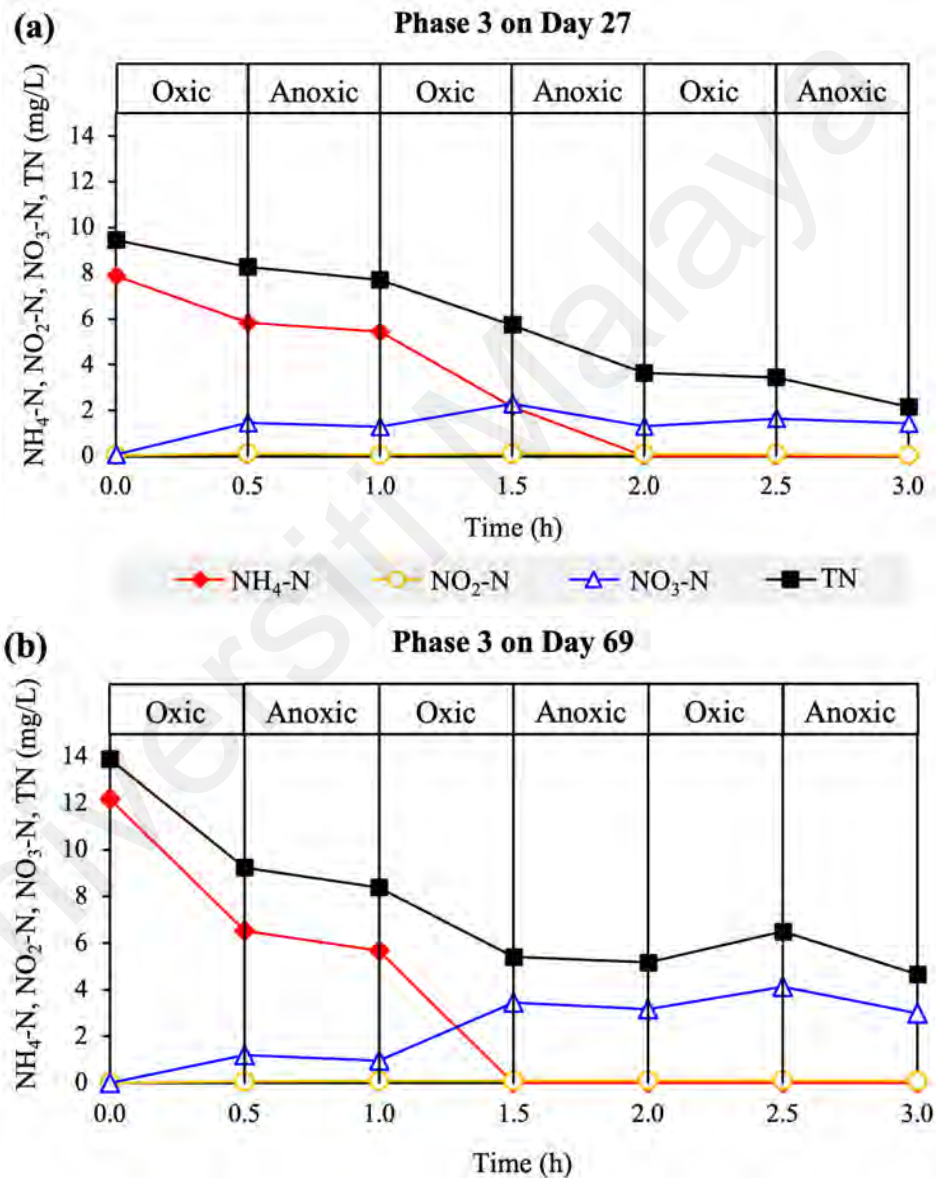 (a)
Phase 3 on Day 27
Oxic Anoxic Oxic Anoxic Oxic Anoxic
NH₄-N, NO₂-N, NO₃-N, TN (mg/L)
14
12
10
8
6
4
2
0
0.0 0.5 1.0 1.5 2.0 2.5 3.0
Time (h)
NH₄-N NO₂-N NO₃-N TN
(b)
Phase 3 on Day 69
Oxic Anoxic Oxic Anoxic Oxic Anoxic
NH₄-N, NO₂-N, NO₃-N, TN (mg/L)
14
12
10
8
6
4
2
0
0.0 0.5 1.0 1.5 2.0 2.5 3.0
Time (h)
Universiti Malaya